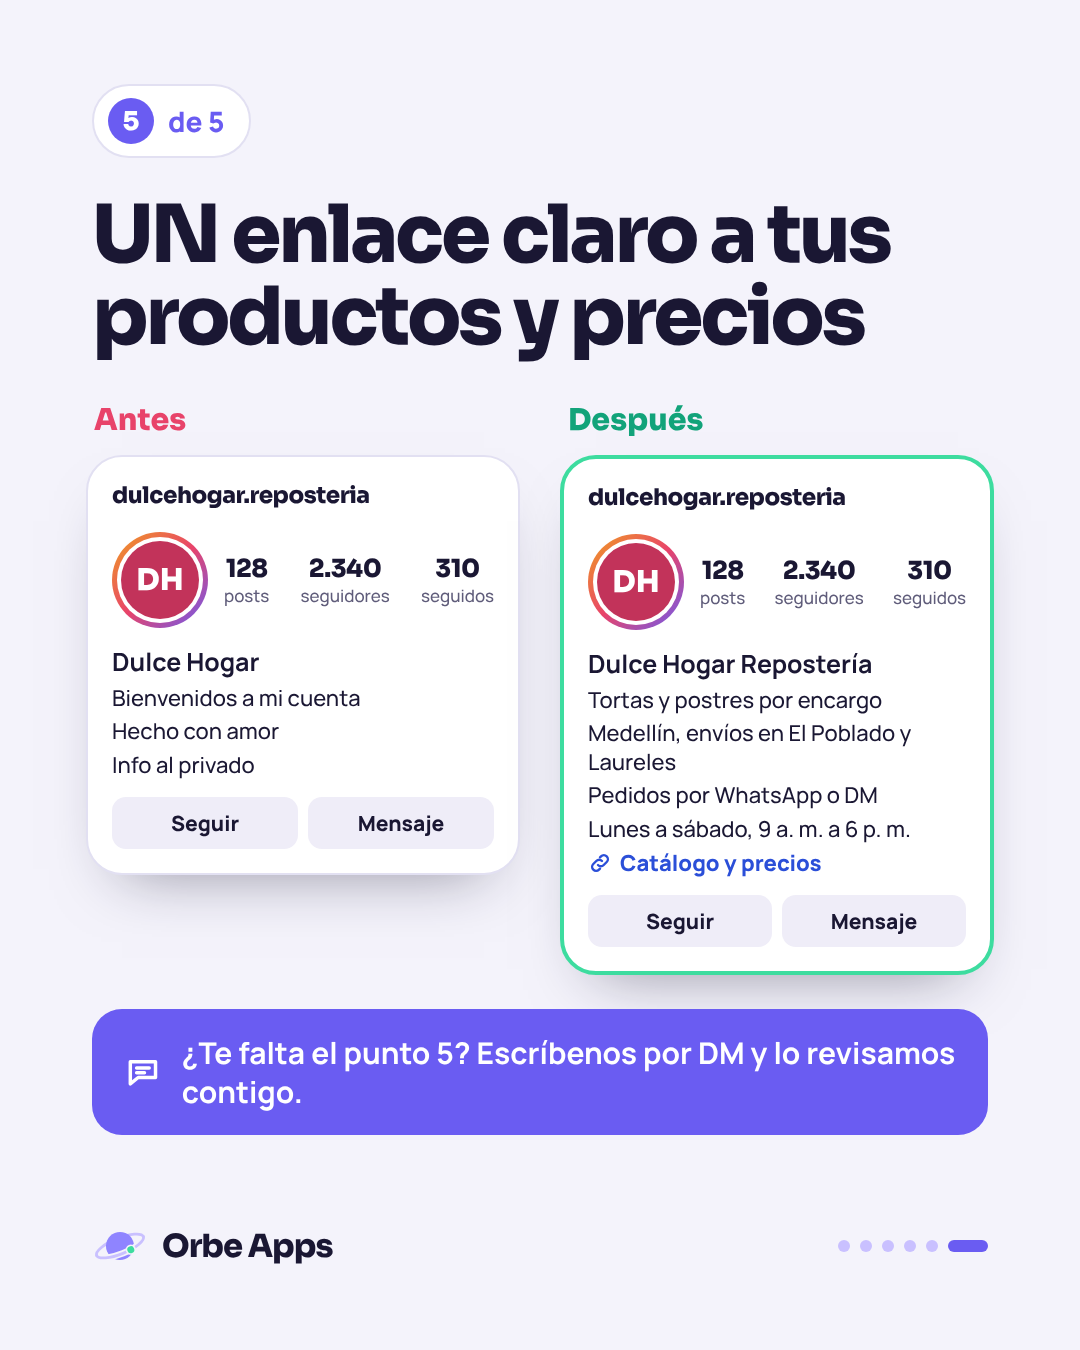 5 de 5
UN enlace claro a tus
productos y precios
Antes
dulcehogar.reposteria
DH
128 2.340 310
posts seguidores seguidos
Dulce Hogar
Bienvenidos a mi cuenta
Hecho con amor
Info al privado
Seguir Mensaje
Después
dulcehogar.reposteria
DH
128 2.340 310
posts seguidores seguidos
Dulce Hogar Repostería
Tortas y postres por encargo
Medellín, envíos en El Poblado y
Laureles
Pedidos por WhatsApp o DM
Lunes a sábado, 9 a. m. a 6 p. m.
Catálogo y precios
Seguir Mensaje
¿Te falta el punto 5? Escríbenos por DM y lo revisamos
contigo.
Orbe Apps